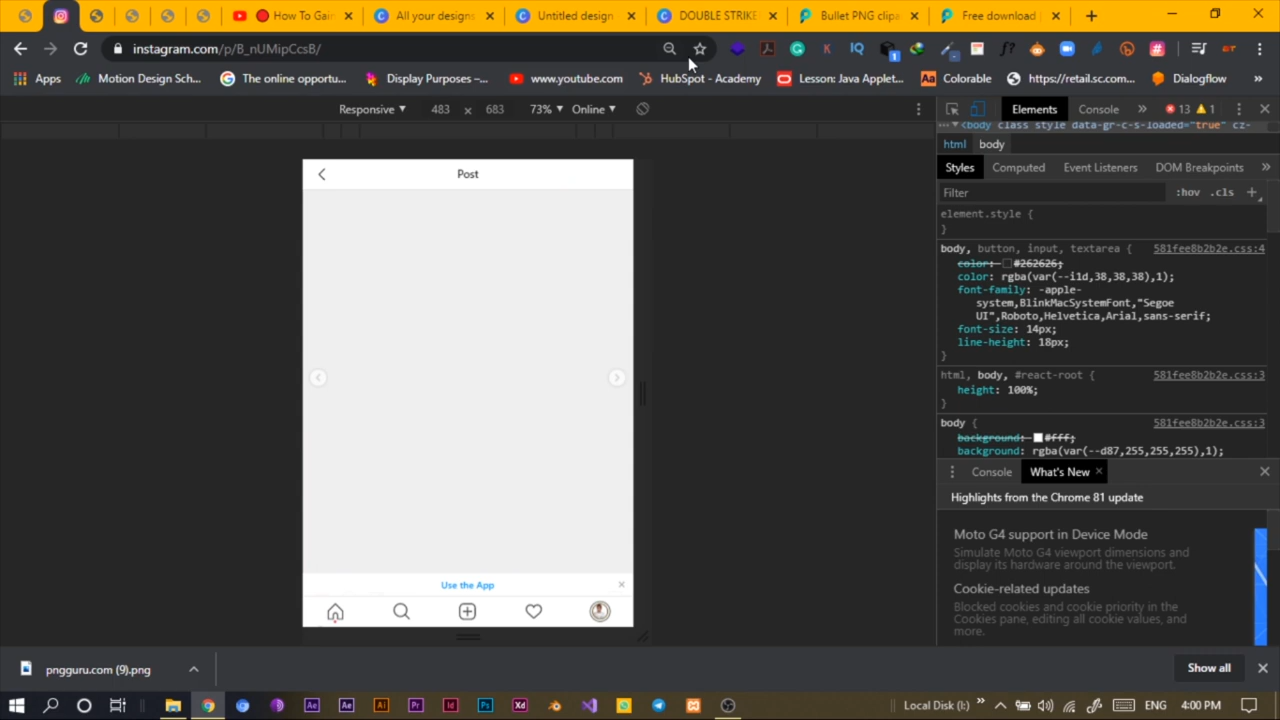 How To Gain
All your designs
Untitled design
DOUBLE STRIKE
Bullet PNG clipa
Free download
instagram.com/p/B_nUMipCcsB/
Apps
Motion Design Sch...
The online opportu...
Display Purposes –...
www.youtube.com
HubSpot - Academy
Lesson: Java Applet...
Colorable
https://retail.sc.com...
Dialogflow
Responsive
483 x 683
73%
Online
Elements
Console
13
1
<body class style data-gr-c-s-loaded="true" cz-
html
body
Styles
Computed
Event Listeners
DOM Breakpoints
Filter
:hov .cls
element.style {
}
body, button, input, textarea {
581fee8b2b2e.css:4
color: #262626;
color: rgba(var(--i1d,38,38,38),1);
font-family: -apple-
system,BlinkMacSystemFont,"Segoe
UI",Roboto,Helvetica,Arial,sans-serif;
font-size: 14px;
line-height: 18px;
}
html, body, #react-root {
581fee8b2b2e.css:3
height: 100%;
}
body {
581fee8b2b2e.css:3
background: #fff;
background: rgba(var(--d87,255,255,255),1);
Console
What's New
Highlights from the Chrome 81 update
Moto G4 support in Device Mode
Simulate Moto G4 viewport dimensions and
display its hardware around the viewport.
Cookie-related updates
Blocked cookies and cookie priority in the
Cookies pane, editing all cookie values, and
more.
Post
Use the App
pngguru.com (9).png
Show all
Local Disk (I:)
ENG
4:00 PM